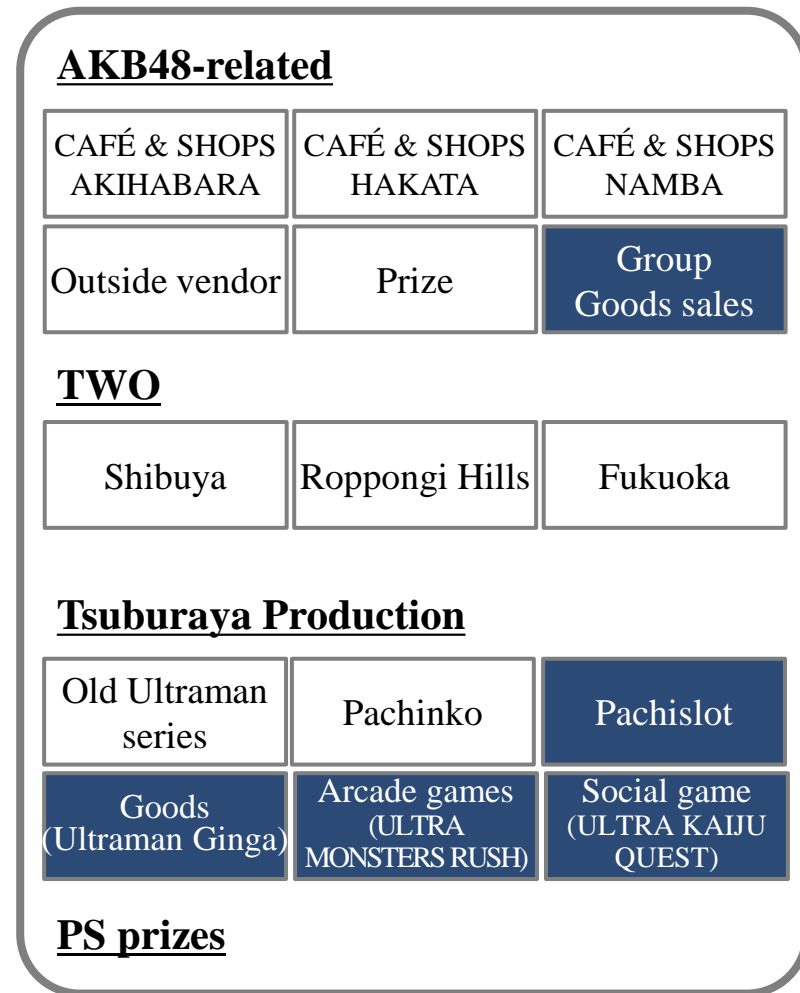 AKB48-related
CAFÉ & SHOPS
AKIHABARA
CAFÉ & SHOPS
HAKATA
CAFÉ & SHOPS
NAMBA
Outside vendor
Prize
Group
Goods sales
TWO
Shibuya
Roppongi Hills
Fukuoka
Tsuburaya Production
Old Ultraman
series
Pachinko
Pachislot
Goods
(Ultraman Ginga)
Arcade games
(ULTRA
MONSTERS RUSH)
Social game
(ULTRA KAIJU
QUEST)
PS prizes